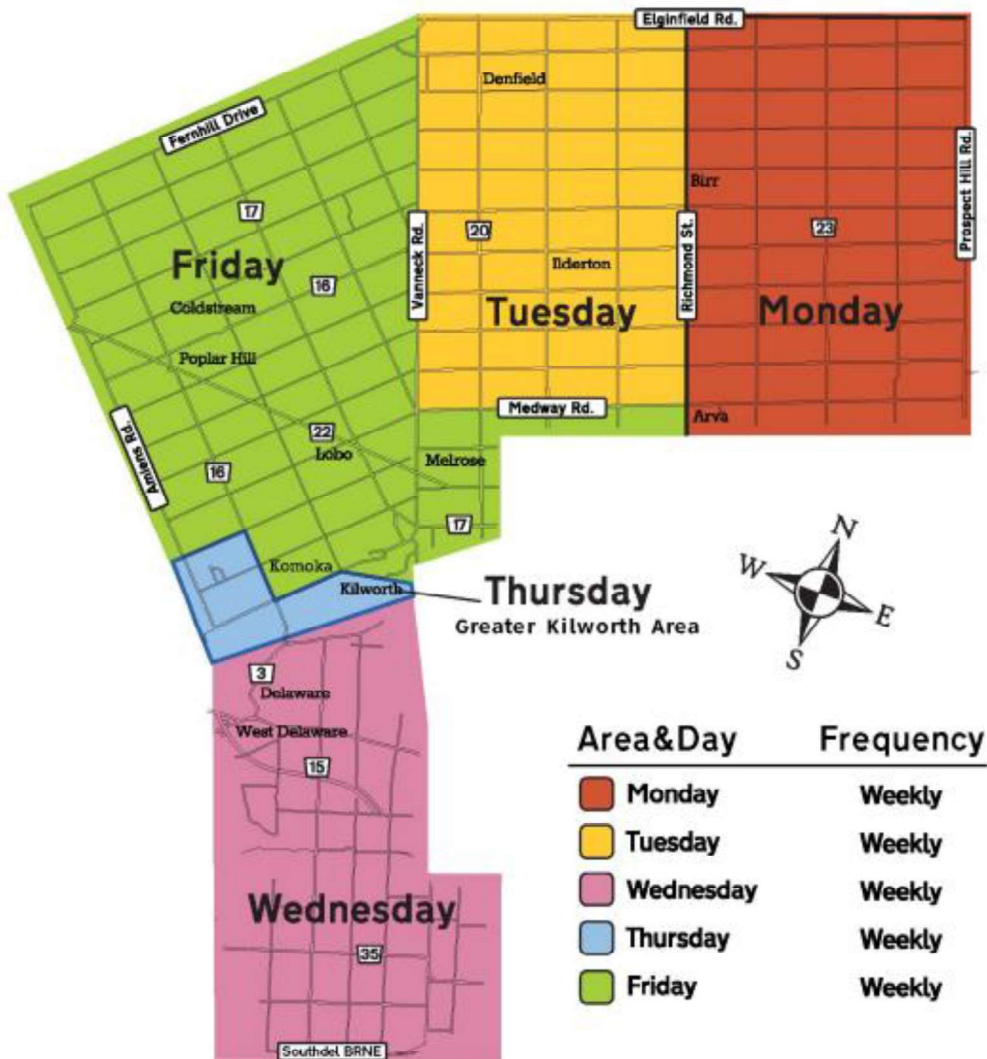 Elginfield Rd.
Denfield
Fernhill Drive
Prospect Hill Rd.
Birr
17
Vanneck Rd.
20
Richmond St.
23
Friday
Ilderton
16
Coldstream
Tuesday
Monday
Poplar Hill
Medway Rd.
Arva
Amiens Rd.
22
Lobo
Melrose
16
17
N
W
E
S
Komoka
Kilworth
Thursday
Greater Kilworth Area
3
Delaware
West Delaware
15
Wednesday
35
Southdel BRNE
Area&Day Frequency
Monday Weekly
Tuesday Weekly
Wednesday Weekly
Thursday Weekly
Friday Weekly